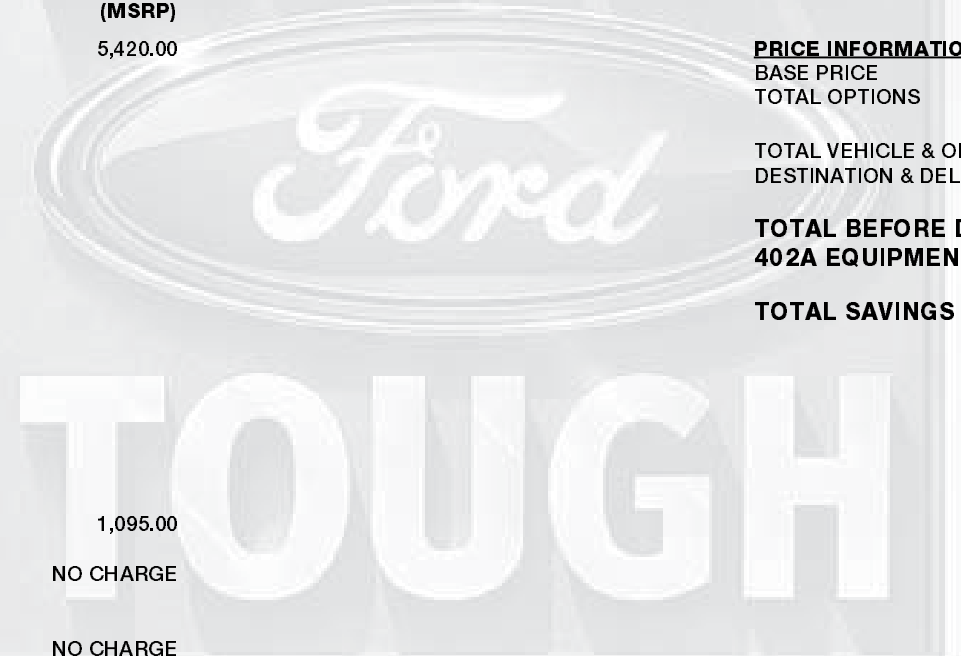 (MSRP)
5,420.00
1,095.00
NO CHARGE
NO CHARGE
PRICE INFORMATIO
BASE PRICE
TOTAL OPTIONS
TOTAL VEHICLE & O
DESTINATION & DEL
TOTAL BEFORE D
402A EQUIPMEN
TOTAL SAVINGS
Ford
TOUGH